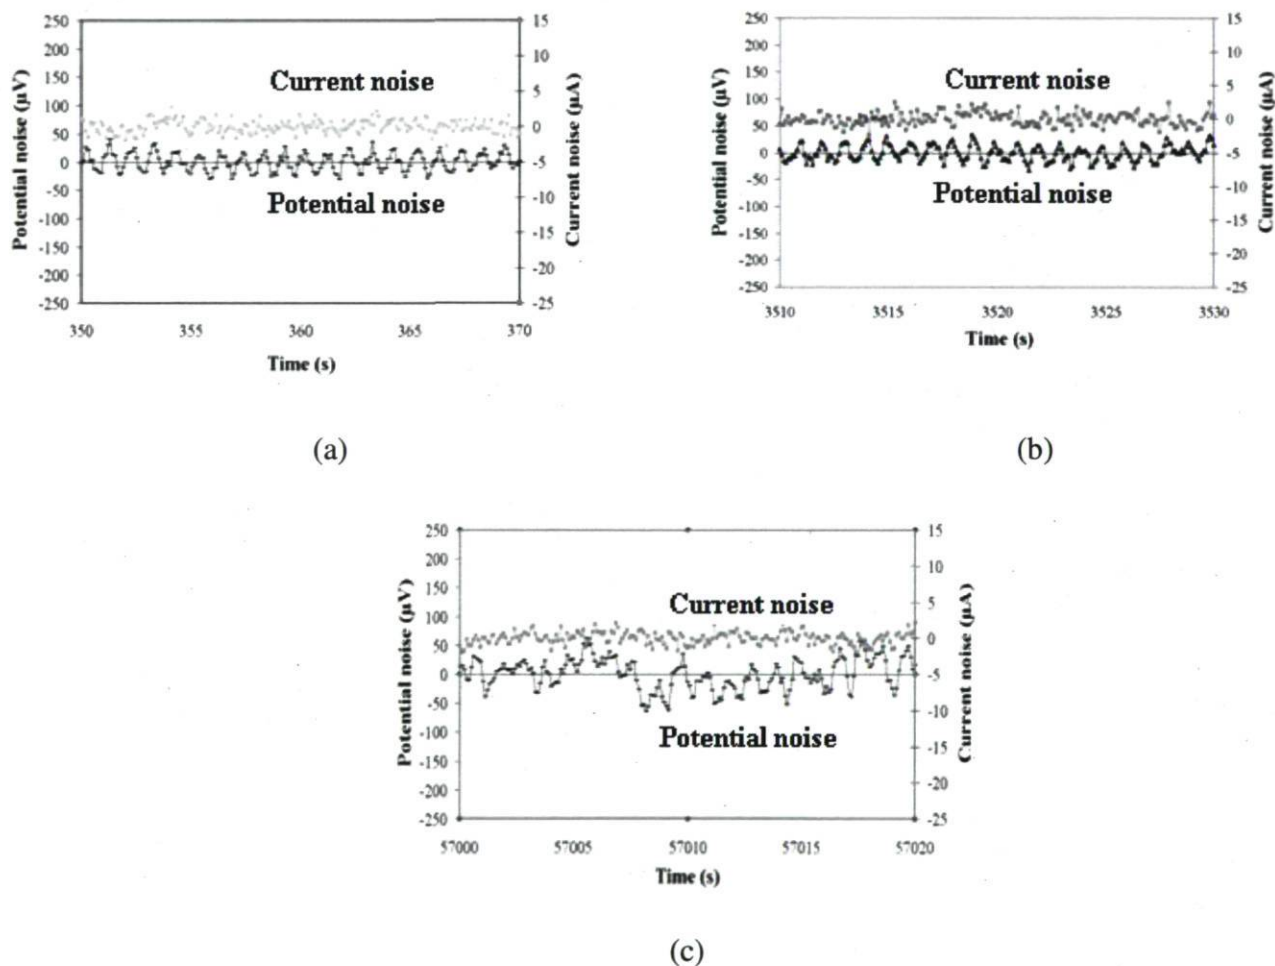 250
200
150
100
50
0
-50
-100
-150
-200
-250
Potential noise (µV)
Current noise
Potential noise
15
10
5
0
-5
-10
-15
-20
-25
Current noise (µA)
350 355 360 365 370
Time (s)
(a)
250
200
150
100
50
0
-50
-100
-150
-200
-250
Potential noise (µV)
Current noise
Potential noise
15
10
5
0
-5
-10
-15
-20
-25
Current noise (µA)
3510 3515 3520 3525 3530
Time (s)
(b)
250
200
150
100
50
0
-50
-100
-150
-200
-250
Potential noise (µV)
Current noise
Potential noise
15
10
5
0
-5
-10
-15
-20
-25
Current noise (µA)
57000 57005 57010 57015 57020
Time (s)
(c)